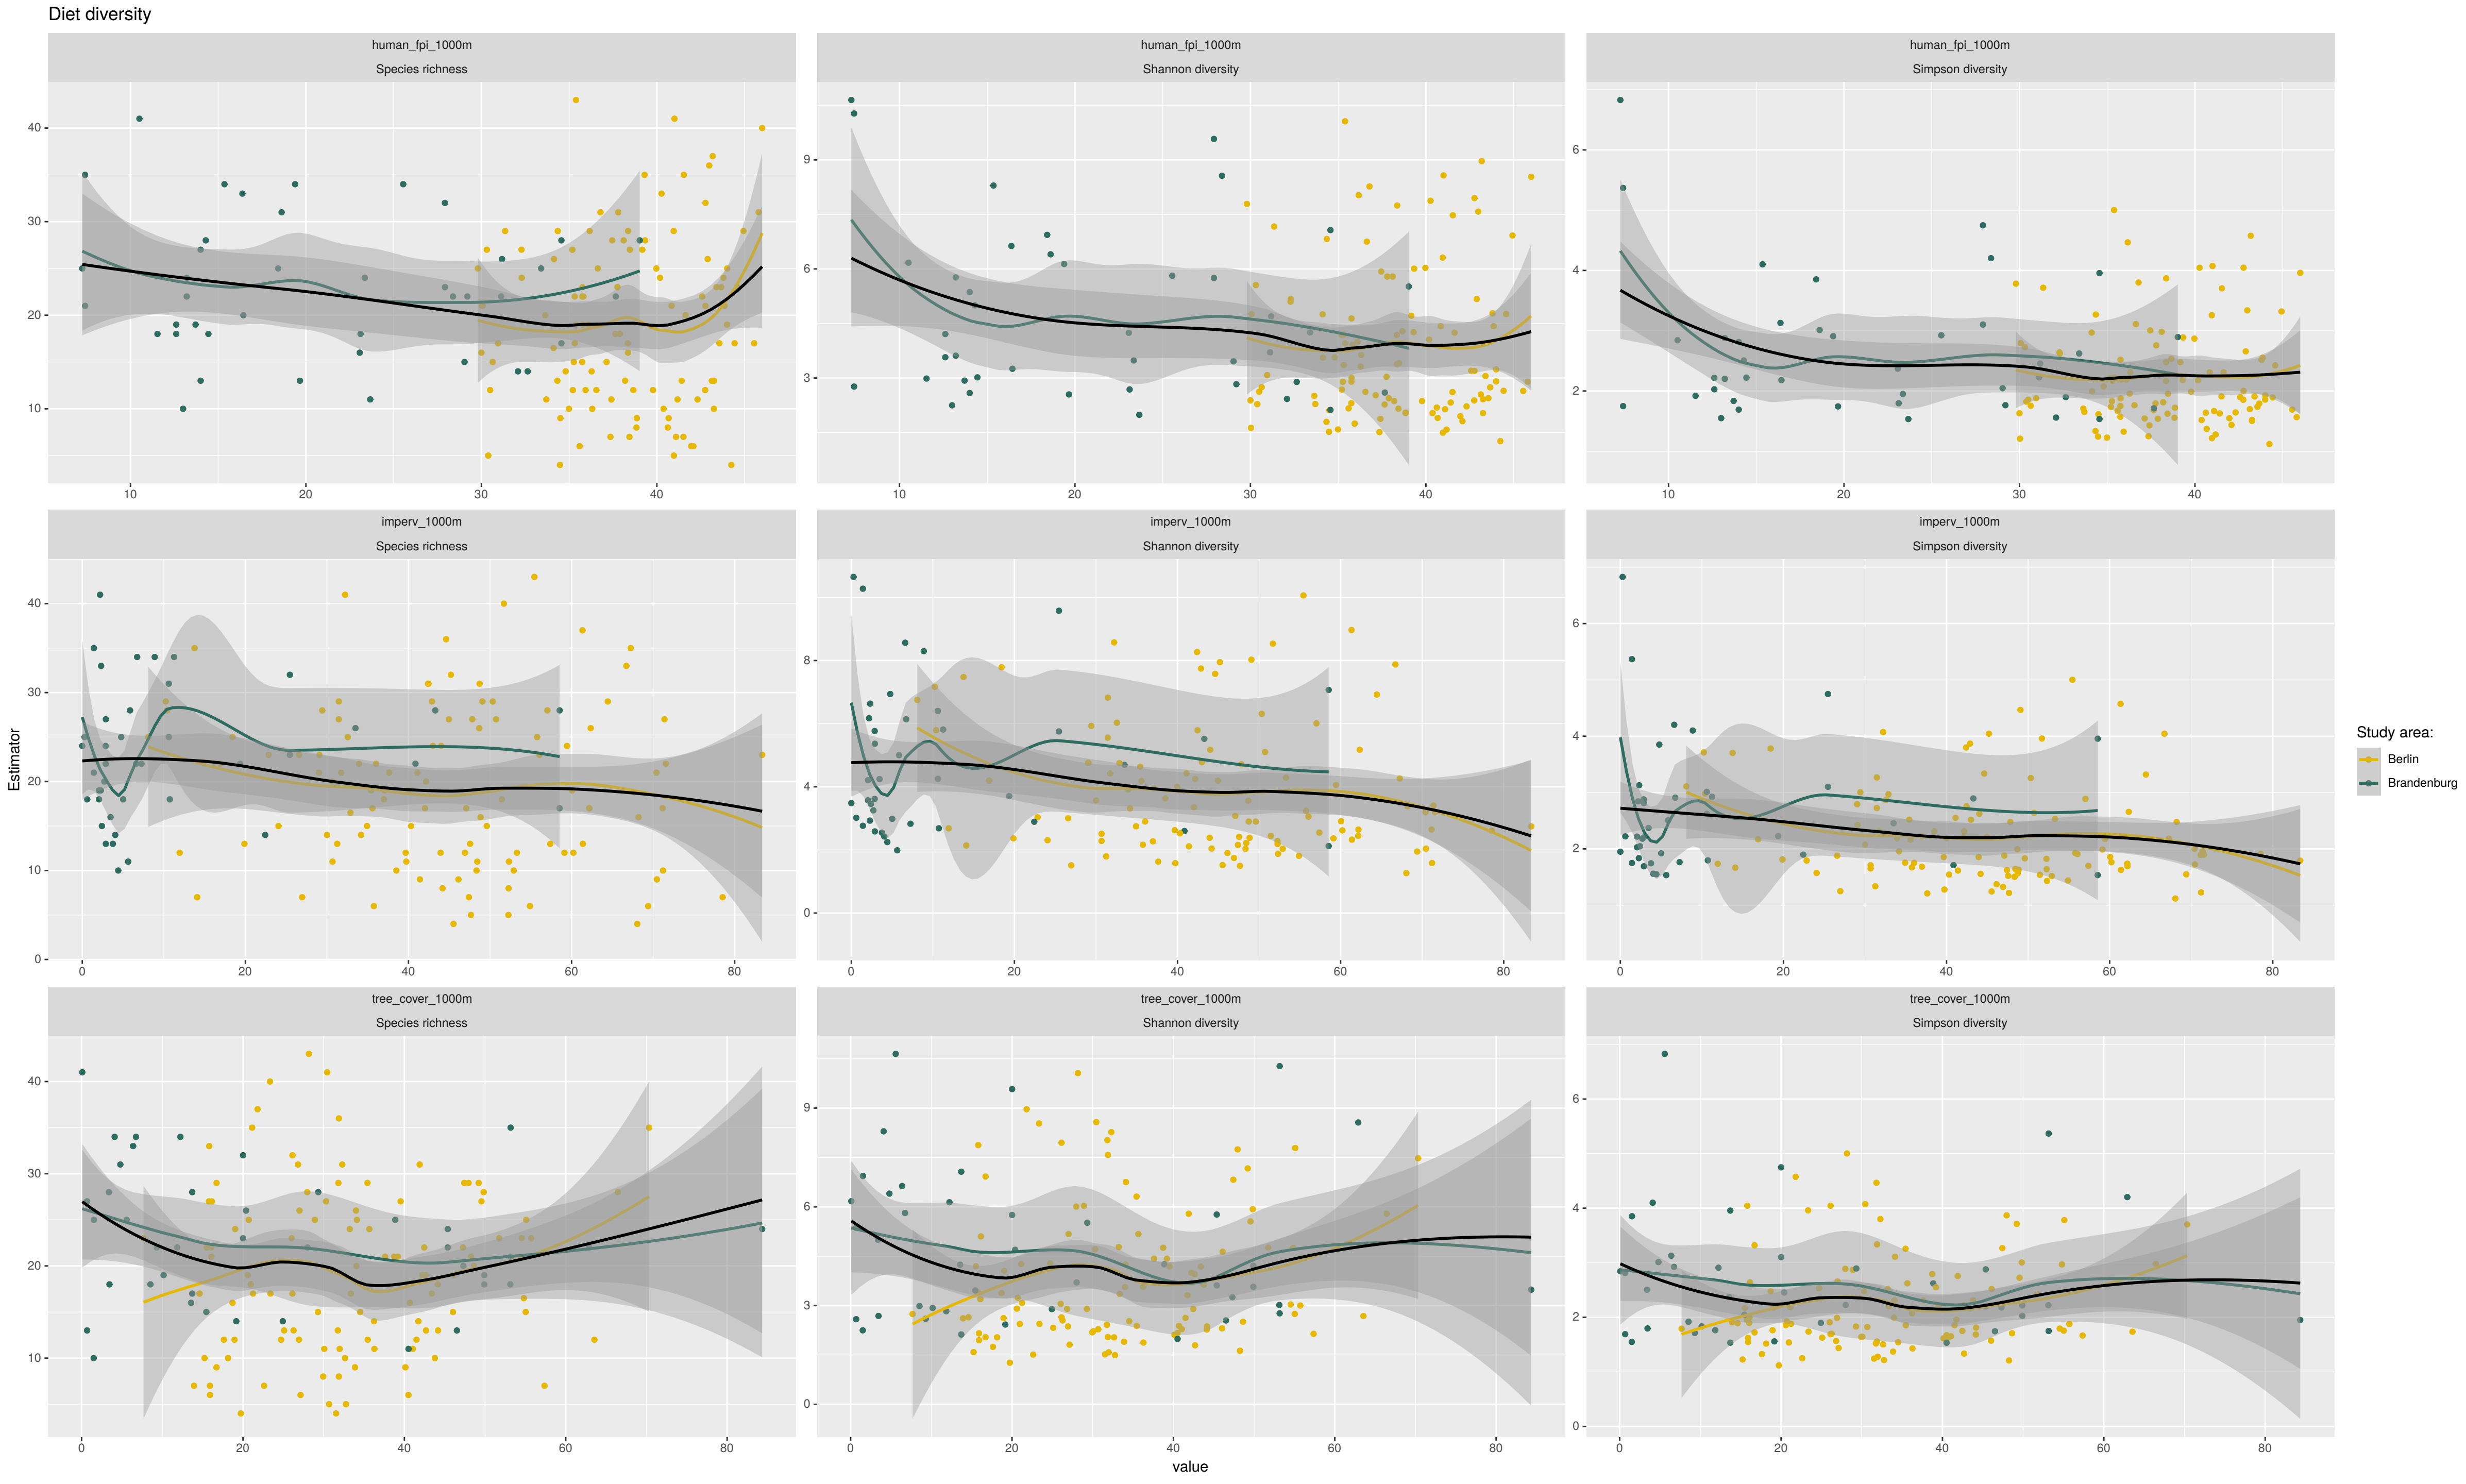 Diet diversity
human_fpi_1000m
Species richness
human_fpi_1000m
Shannon diversity
human_fpi_1000m
Simpson diversity
40
30
20
10
10 20 30 40
9
6
3
10 20 30 40
6
4
2
10 20 30 40
imperv_1000m
Species richness
imperv_1000m
Shannon diversity
imperv_1000m
Simpson diversity
40
30
20
10
0
0 20 40 60 80
8
4
0
0 20 40 60 80
6
4
2
0 20 40 60 80
tree_cover_1000m
Species richness
tree_cover_1000m
Shannon diversity
tree_cover_1000m
Simpson diversity
40
30
20
10
0 20 40 60 80
9
6
3
0
0 20 40 60 80
6
4
2
0
0 20 40 60 80
Estimator
value
Study area:
Berlin
Brandenburg